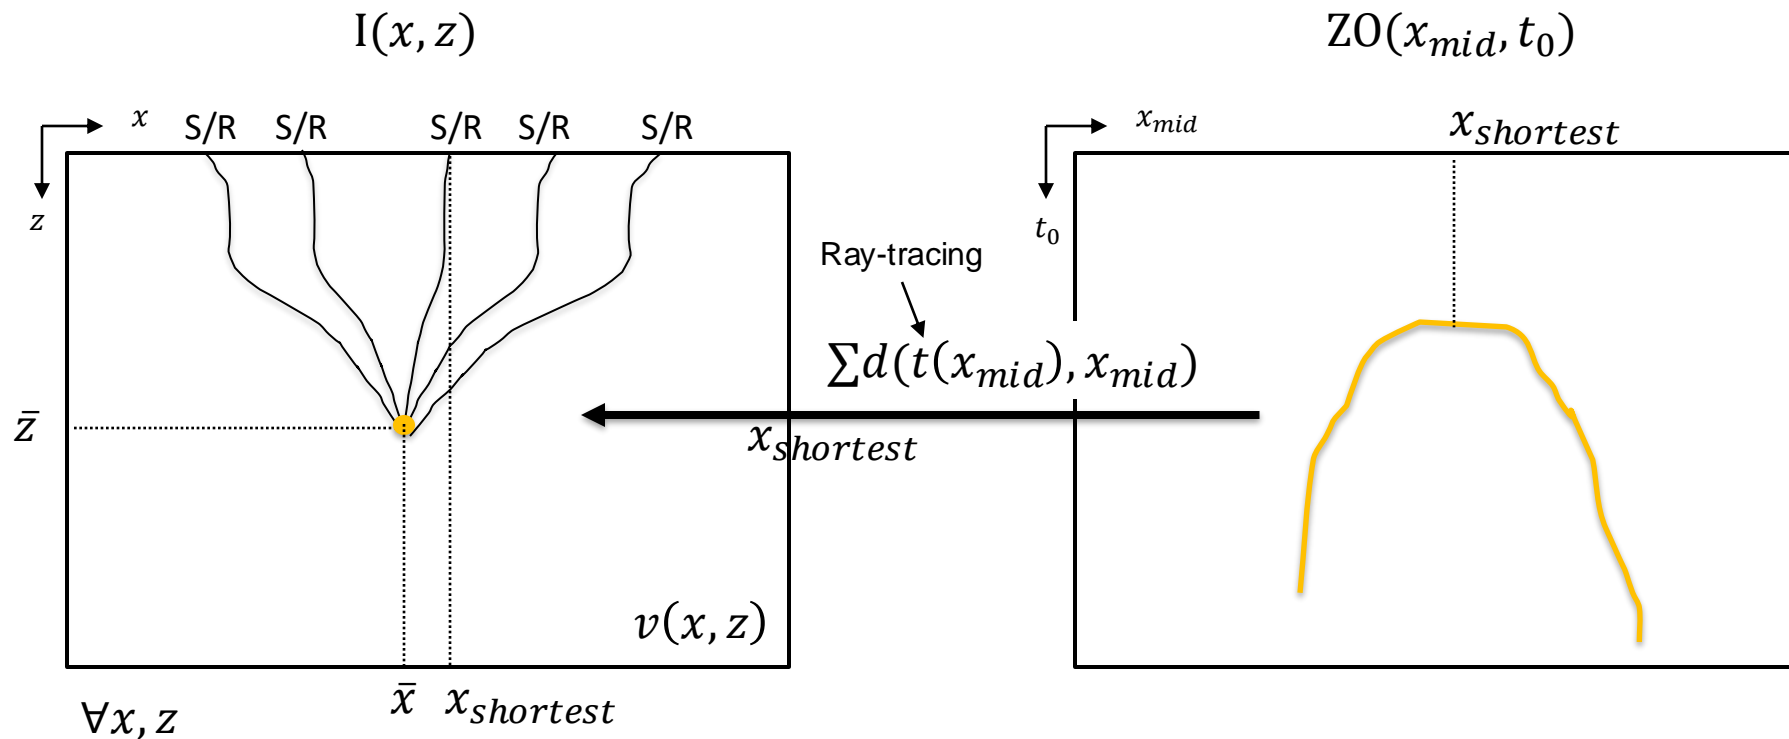 I(x, z)
ZO(x_mid, t_0)
x S/R S/R S/R S/R S/R
z
x_mid x_shortest
t_0
Ray-tracing
∑d(t(x_mid), x_mid)
x_shortest
z̄
v(x, z)
x̄ x_shortest
∀x, z